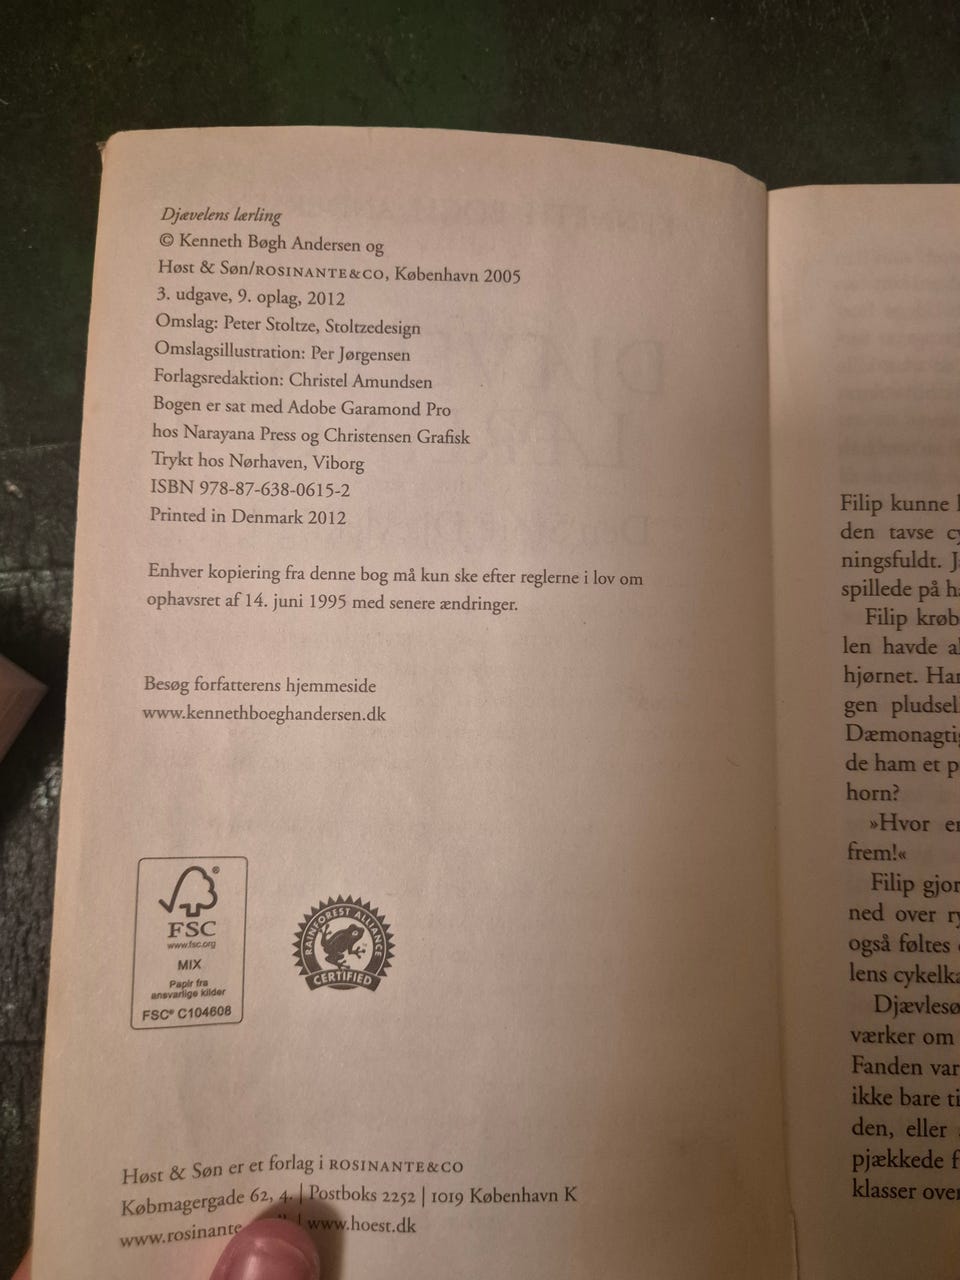 Djævelens lærling
© Kenneth Bøgh Andersen og
Høst & Søn/ROSINANTE&CO, København 2005
3. udgave, 9. oplag, 2012
Omslag: Peter Stoltze, Stoltzedesign
Omslagsillustration: Per Jørgensen
Forlagsredaktion: Christel Amundsen
Bogen er sat med Adobe Garamond Pro
hos Narayana Press og Christensen Grafisk
Trykt hos Nørhaven, Viborg
ISBN 978-87-638-0615-2
Printed in Denmark 2012
Enhver kopiering fra denne bog må kun ske efter reglerne i lov om
ophavsret af 14. juni 1995 med senere ændringer.
Besøg forfatterens hjemmeside
www.kennethboeghandersen.dk
®
FSC
www.fsc.org
MIX
Papir fra
ansvarlige kilder
FSC® C104608
RAINFOREST ALLIANCE
CERTIFIED
Høst & Søn er et forlag i ROSINANTE&CO
Købmagergade 62, 4. | Postboks 2252 | 1019 København K
www.rosinante | www.hoest.dk
Filip kunne
den tavse
ningsfuldt.
spillede på
Filip
len havde
hjørnet.
gen
Dæmonagtig
de ham et
horn?
»Hvor
frem!«
Filip
ned over
også føltes
lens
værker om
Fanden var
ikke bare
den, eller
pjækkede
klasser